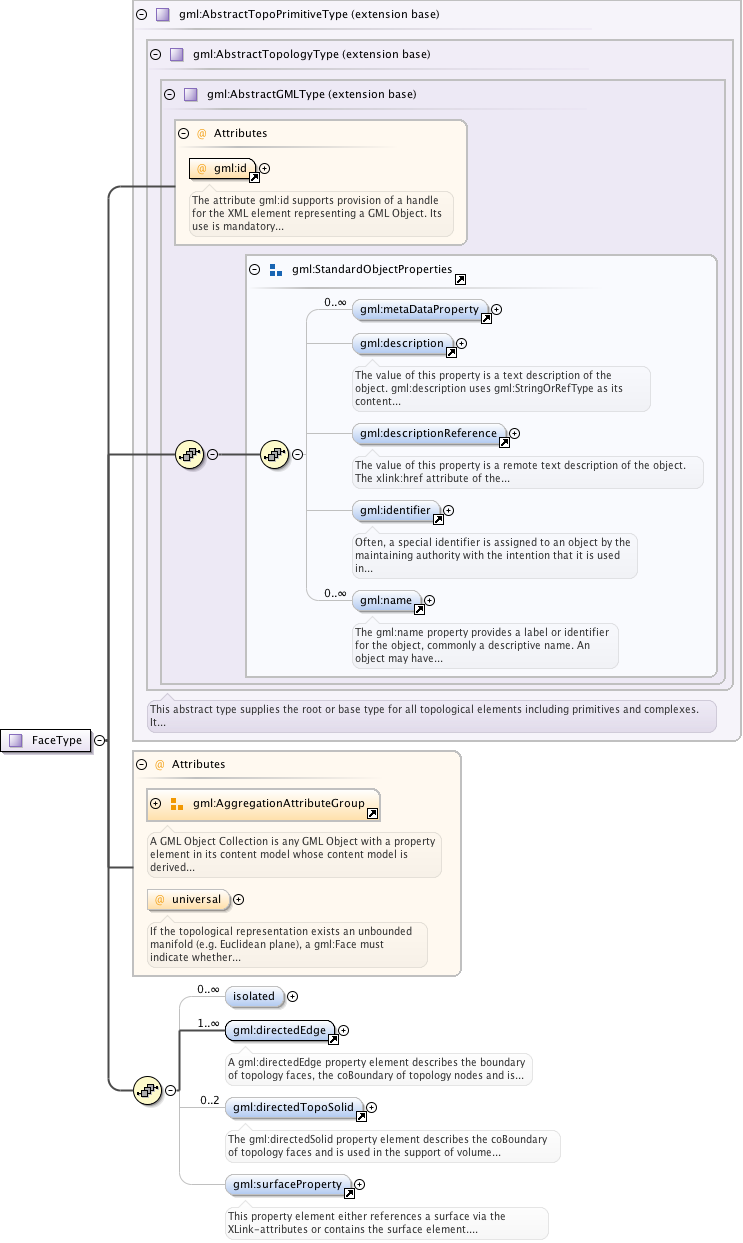 gml:AbstractTopoPrimitiveType (extension base)
gml:AbstractTopologyType (extension base)
gml:AbstractGMLType (extension base)
@ Attributes
@ gml:id
The attribute gml:id supports provision of a handle
for the XML element representing a GML Object. Its
use is mandatory...
gml:StandardObjectProperties
0..∞
gml:metaDataProperty
gml:description
The value of this property is a text description of the
object. gml:description uses gml:StringOrRefType as its
content...
gml:descriptionReference
The value of this property is a remote text description of the object.
The xlink:href attribute of the...
gml:identifier
Often, a special identifier is assigned to an object by the
maintaining authority with the intention that it is used
in...
0..∞
gml:name
The gml:name property provides a label or identifier
for the object, commonly a descriptive name. An
object may have...
This abstract type supplies the root or base type for all topological elements including primitives and complexes.
It...
FaceType
@ Attributes
gml:AggregationAttributeGroup
A GML Object Collection is any GML Object with a property
element in its content model whose content model is
derived...
@ universal
If the topological representation exists an unbounded
manifold (e.g. Euclidean plane), a gml:Face must
indicate whether...
0..∞
isolated
1..∞
gml:directedEdge
A gml:directedEdge property element describes the boundary
of topology faces, the coBoundary of topology nodes and is...
0..2
gml:directedTopoSolid
The gml:directedSolid property element describes the coBoundary
of topology faces and is used in the support of volume...
gml:surfaceProperty
This property element either references a surface via the
XLink-attributes or contains the surface element....